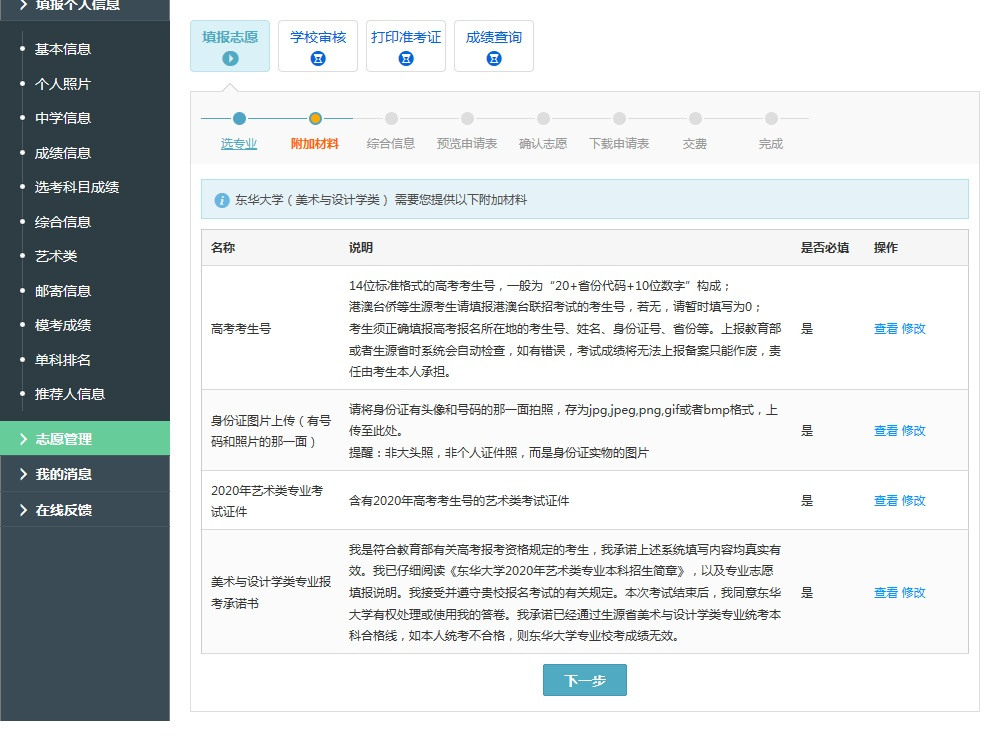 填报个人信息
基本信息
个人照片
中学信息
成绩信息
选考科目成绩
综合信息
艺术类
邮寄信息
模考成绩
单科排名
推荐人信息
志愿管理
我的消息
在线反馈
填报志愿 学校审核 打印准考证 成绩查询
选专业 附加材料 综合信息 预览申请表 确认志愿 下载申请表 交费 完成
东华大学（美术与设计学类） 需要您提供以下附加材料
名称 说明 是否必填 操作
高考考生号
14位标准格式的高考考生号，一般为“20+省份代码+10位数字”构成；
港澳台侨等生源考生请填报港澳台联招考试的考生号，若无，请暂时填写为0；
考生须正确填报高考报名所在地的考生号、姓名、身份证号、省份等。上报教育部
或者生源省时系统会自动检查，如有错误，考试成绩将无法上报备案只能作废，责
任由考生本人承担。
是 查看 修改
身份证图片上传（有号
码和照片的那一面）
请将身份证有头像和号码的那一面拍照，存为jpg,jpeg,png,gif或者bmp格式，上
传至此处。
提醒：非大头照，非个人证件照，而是身份证实物的图片
是 查看 修改
2020年艺术类专业考
试证件
含有2020年高考考生号的艺术类考试证件
是 查看 修改
美术与设计学类专业报
考承诺书
我是符合教育部有关高考报考资格规定的考生，我承诺上述系统填写内容均真实有
效。我已仔细阅读《东华大学2020年艺术类专业本科招生简章》，以及专业志愿
填报说明。我接受并遵守贵校报名考试的有关规定。本次考试结束后，我同意东华
大学有权处理或使用我的答卷。我承诺已经通过生源省美术与设计学类专业统考本
科合格线，如本人统考不合格，则东华大学专业校考成绩无效。
是 查看 修改
下一步